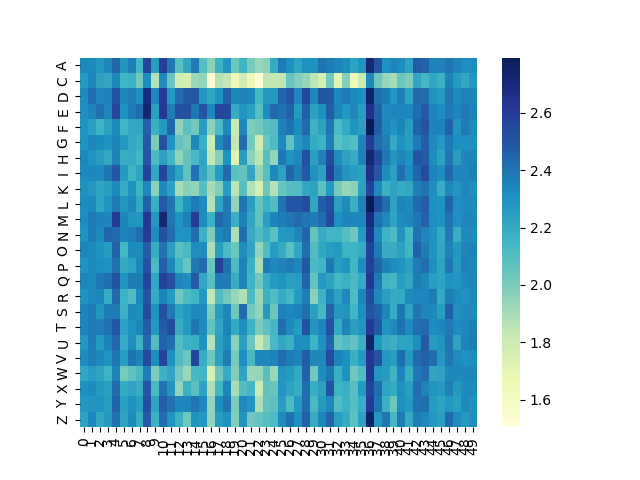 A
C
D
E
F
G
H
I
K
L
M
N
O
P
Q
R
S
T
U
V
W
X
Y
Z
0 1 2 3 4 5 6 7 8 9 10 11 12 13 14 15 16 17 18 19 20 21 22 23 24 25 26 27 28 29 30 31 32 33 34 35 36 37 38 39 40 41 42 43 44 45 46 47 48 49
2.6
2.4
2.2
2.0
1.8
1.6